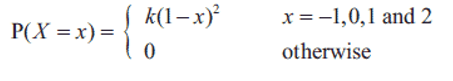 P(X = x) = { k(1−x)² x = −1,0,1 and 2
0 otherwise